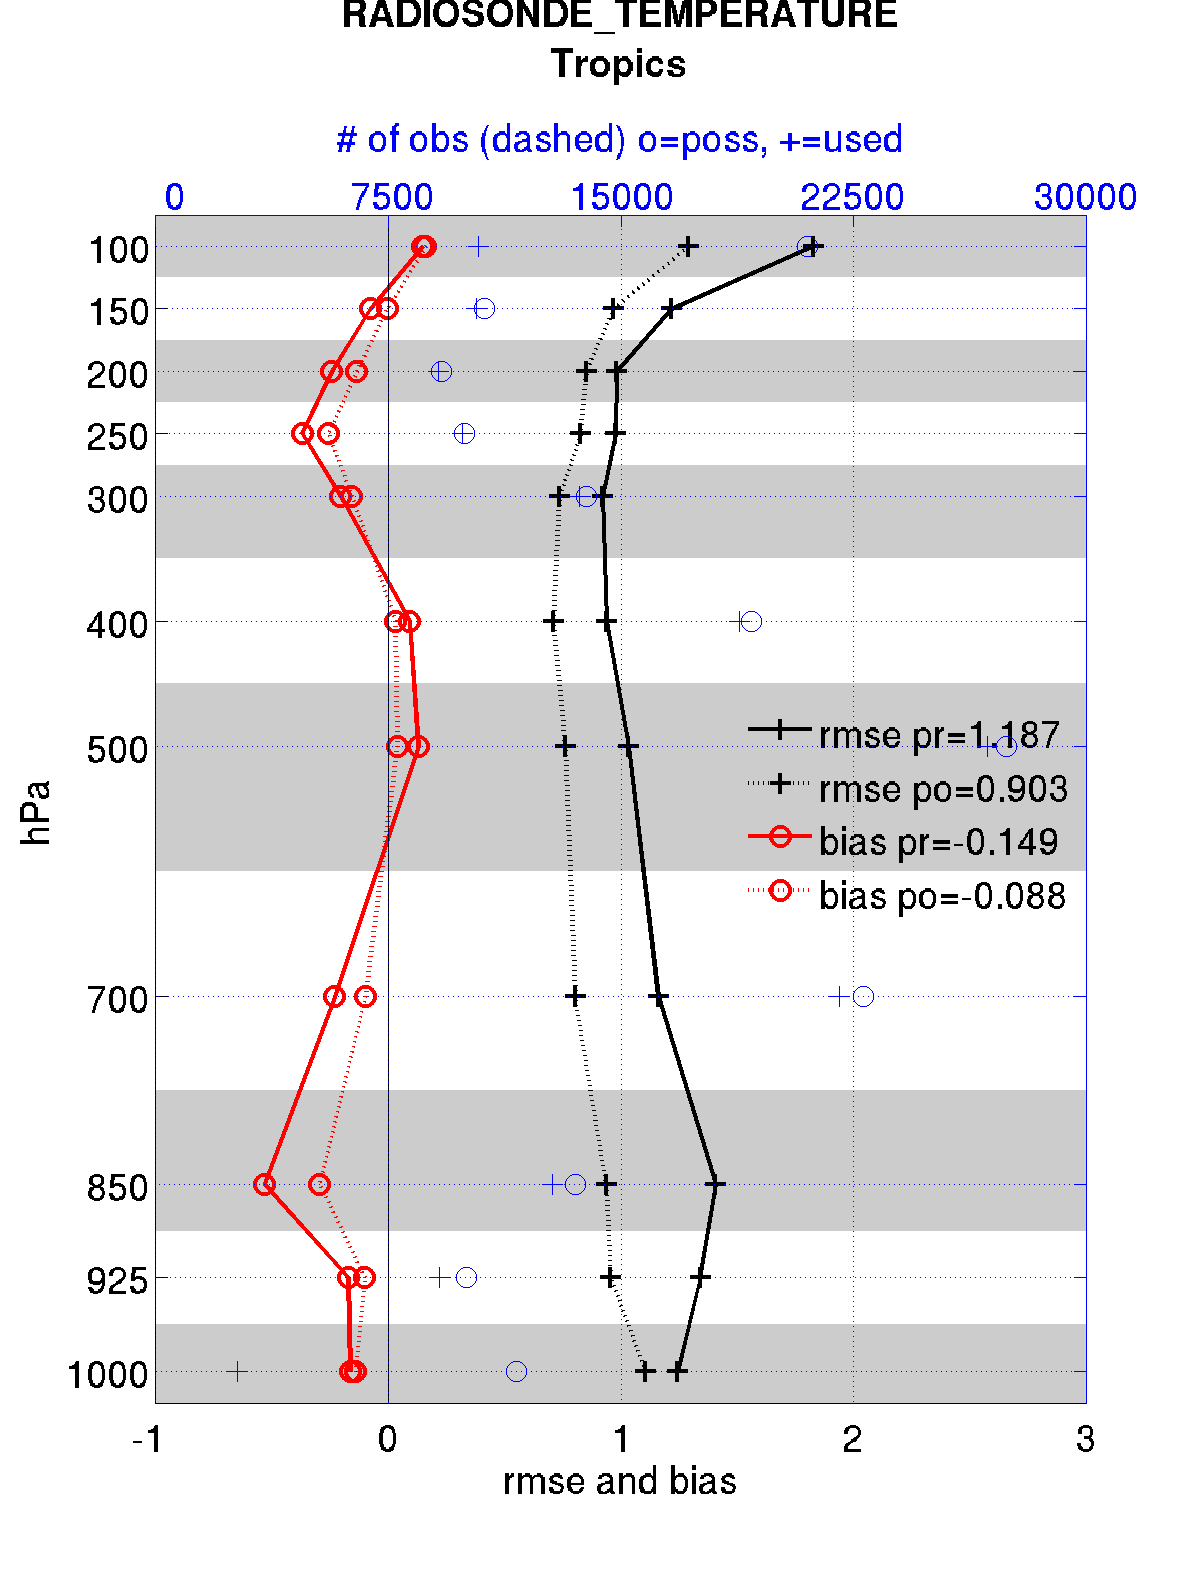 RADIOSONDE_TEMPERATURE
Tropics
# of obs (dashed) o=poss, +=used
0 7500 15000 22500 30000
100
150
200
250
300
400
500
700
850
925
1000
hPa
rmse pr=1.187
rmse po=0.903
bias pr=-0.149
bias po=-0.088
-1 0 1 2 3
rmse and bias